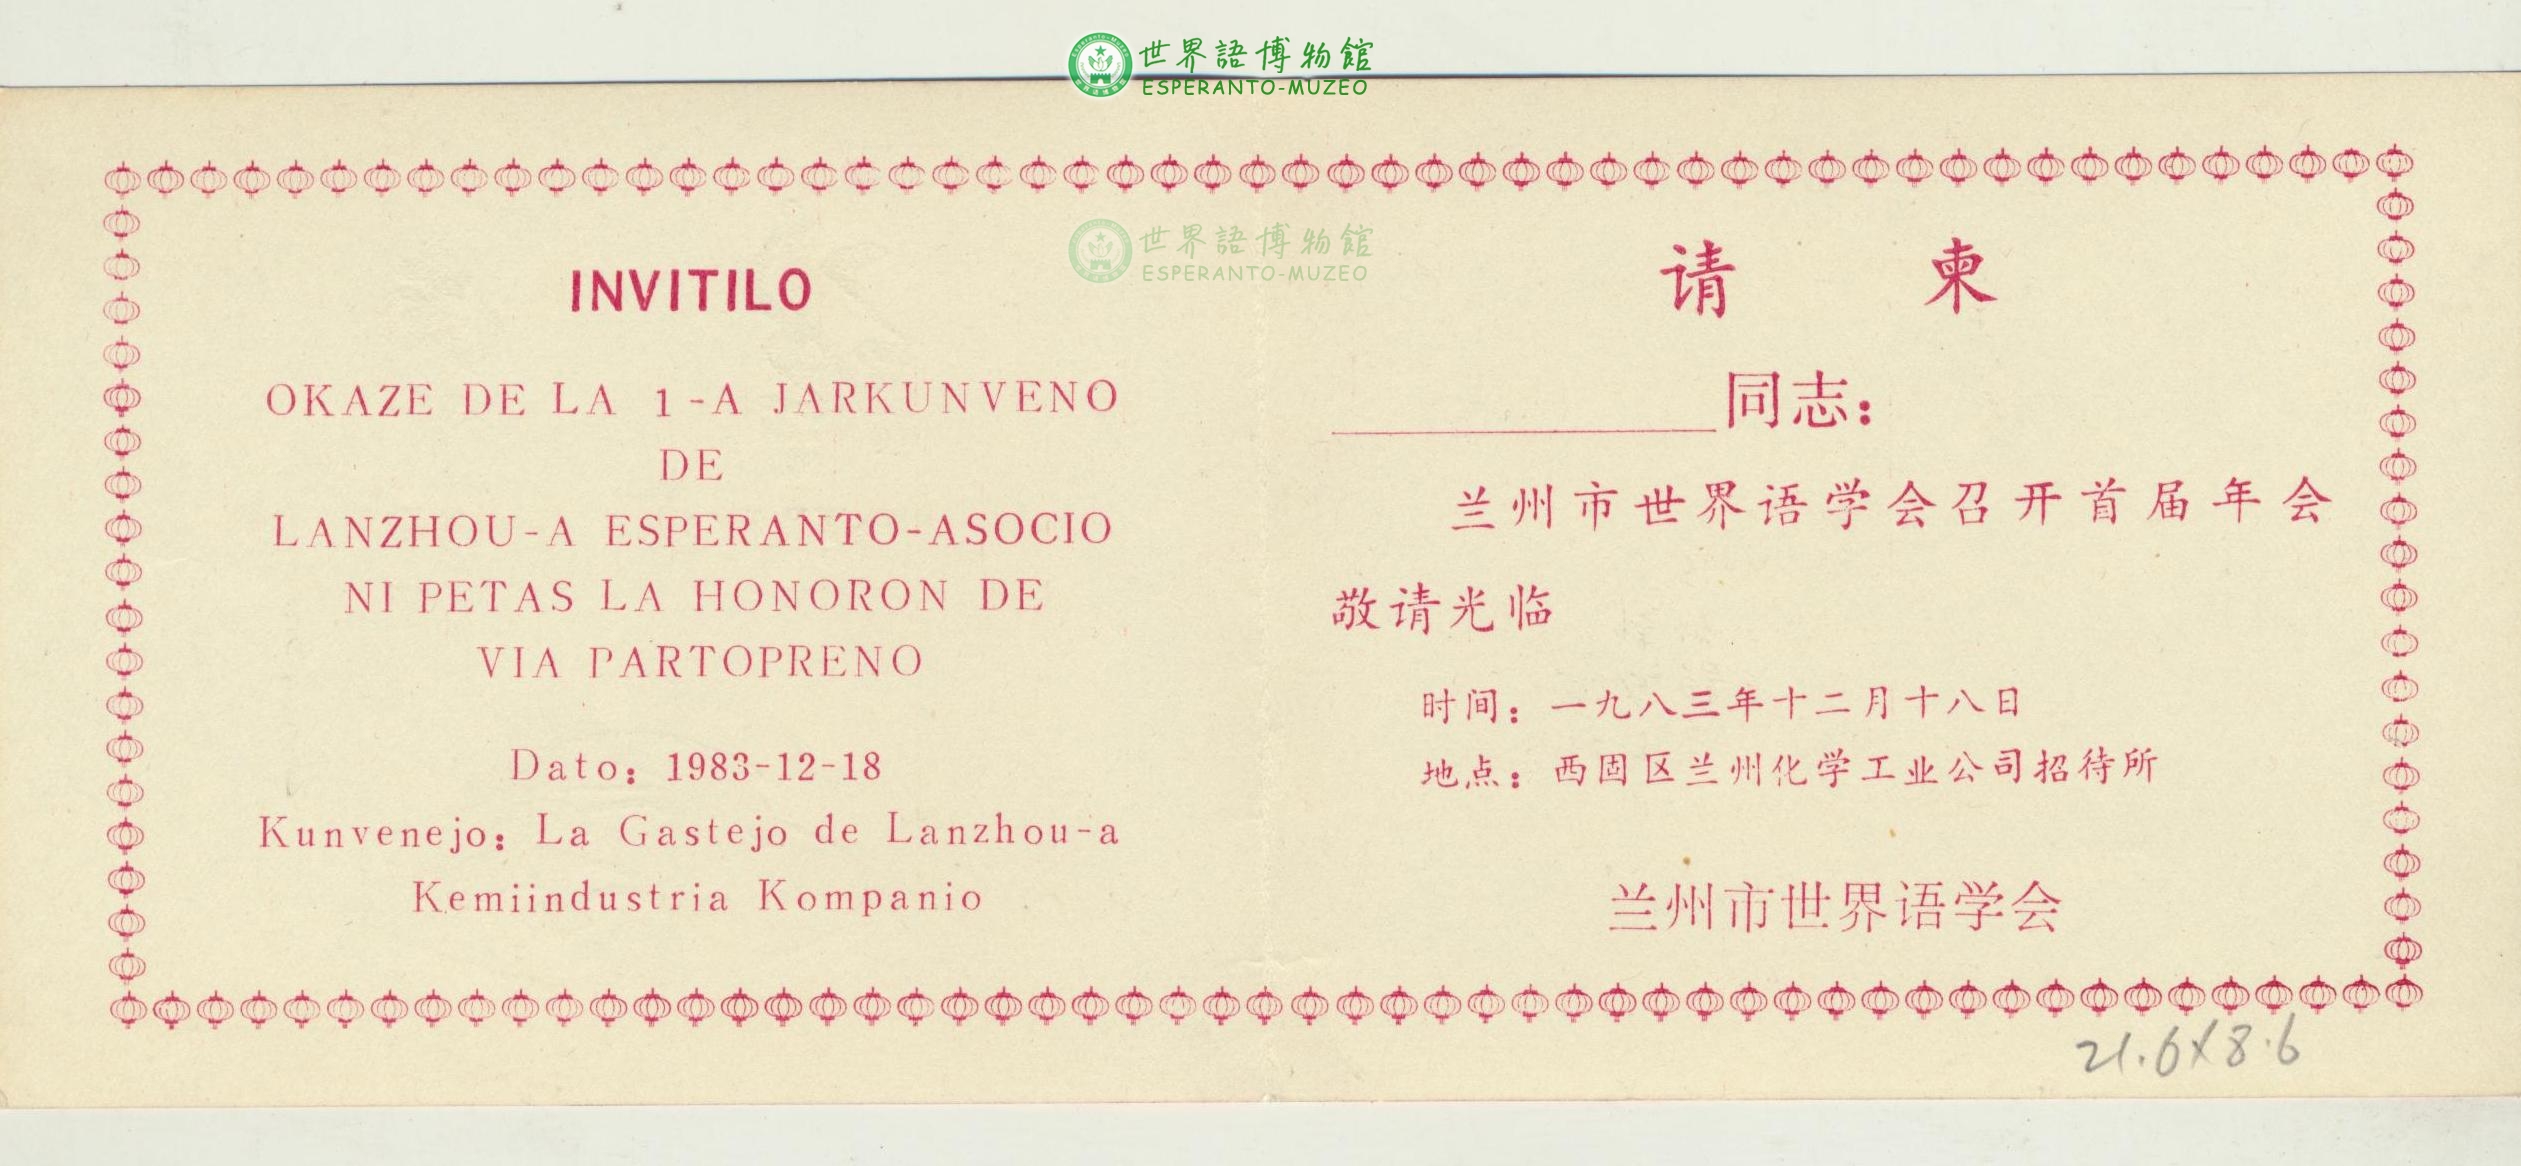 世界語博物館
ESPERANTO-MUZEO
世界語博物館
ESPERANTO-MUZEO
INVITILO
OKAZE DE LA 1-A JARKUNVENO
DE
LANZHOU-A ESPERANTO-ASOCIO
NI PETAS LA HONORON DE
VIA PARTOPRENO
Dato: 1983-12-18
Kunvenejo: La Gastejo de Lanzhou-a
Kemiindustria Kompanio
请柬
同志:
兰州市世界语学会召开首届年会
敬请光临
时间: 一九八三年十二月十八日
地点: 西固区兰州化学工业公司招待所
兰州市世界语学会
21.6X8.6